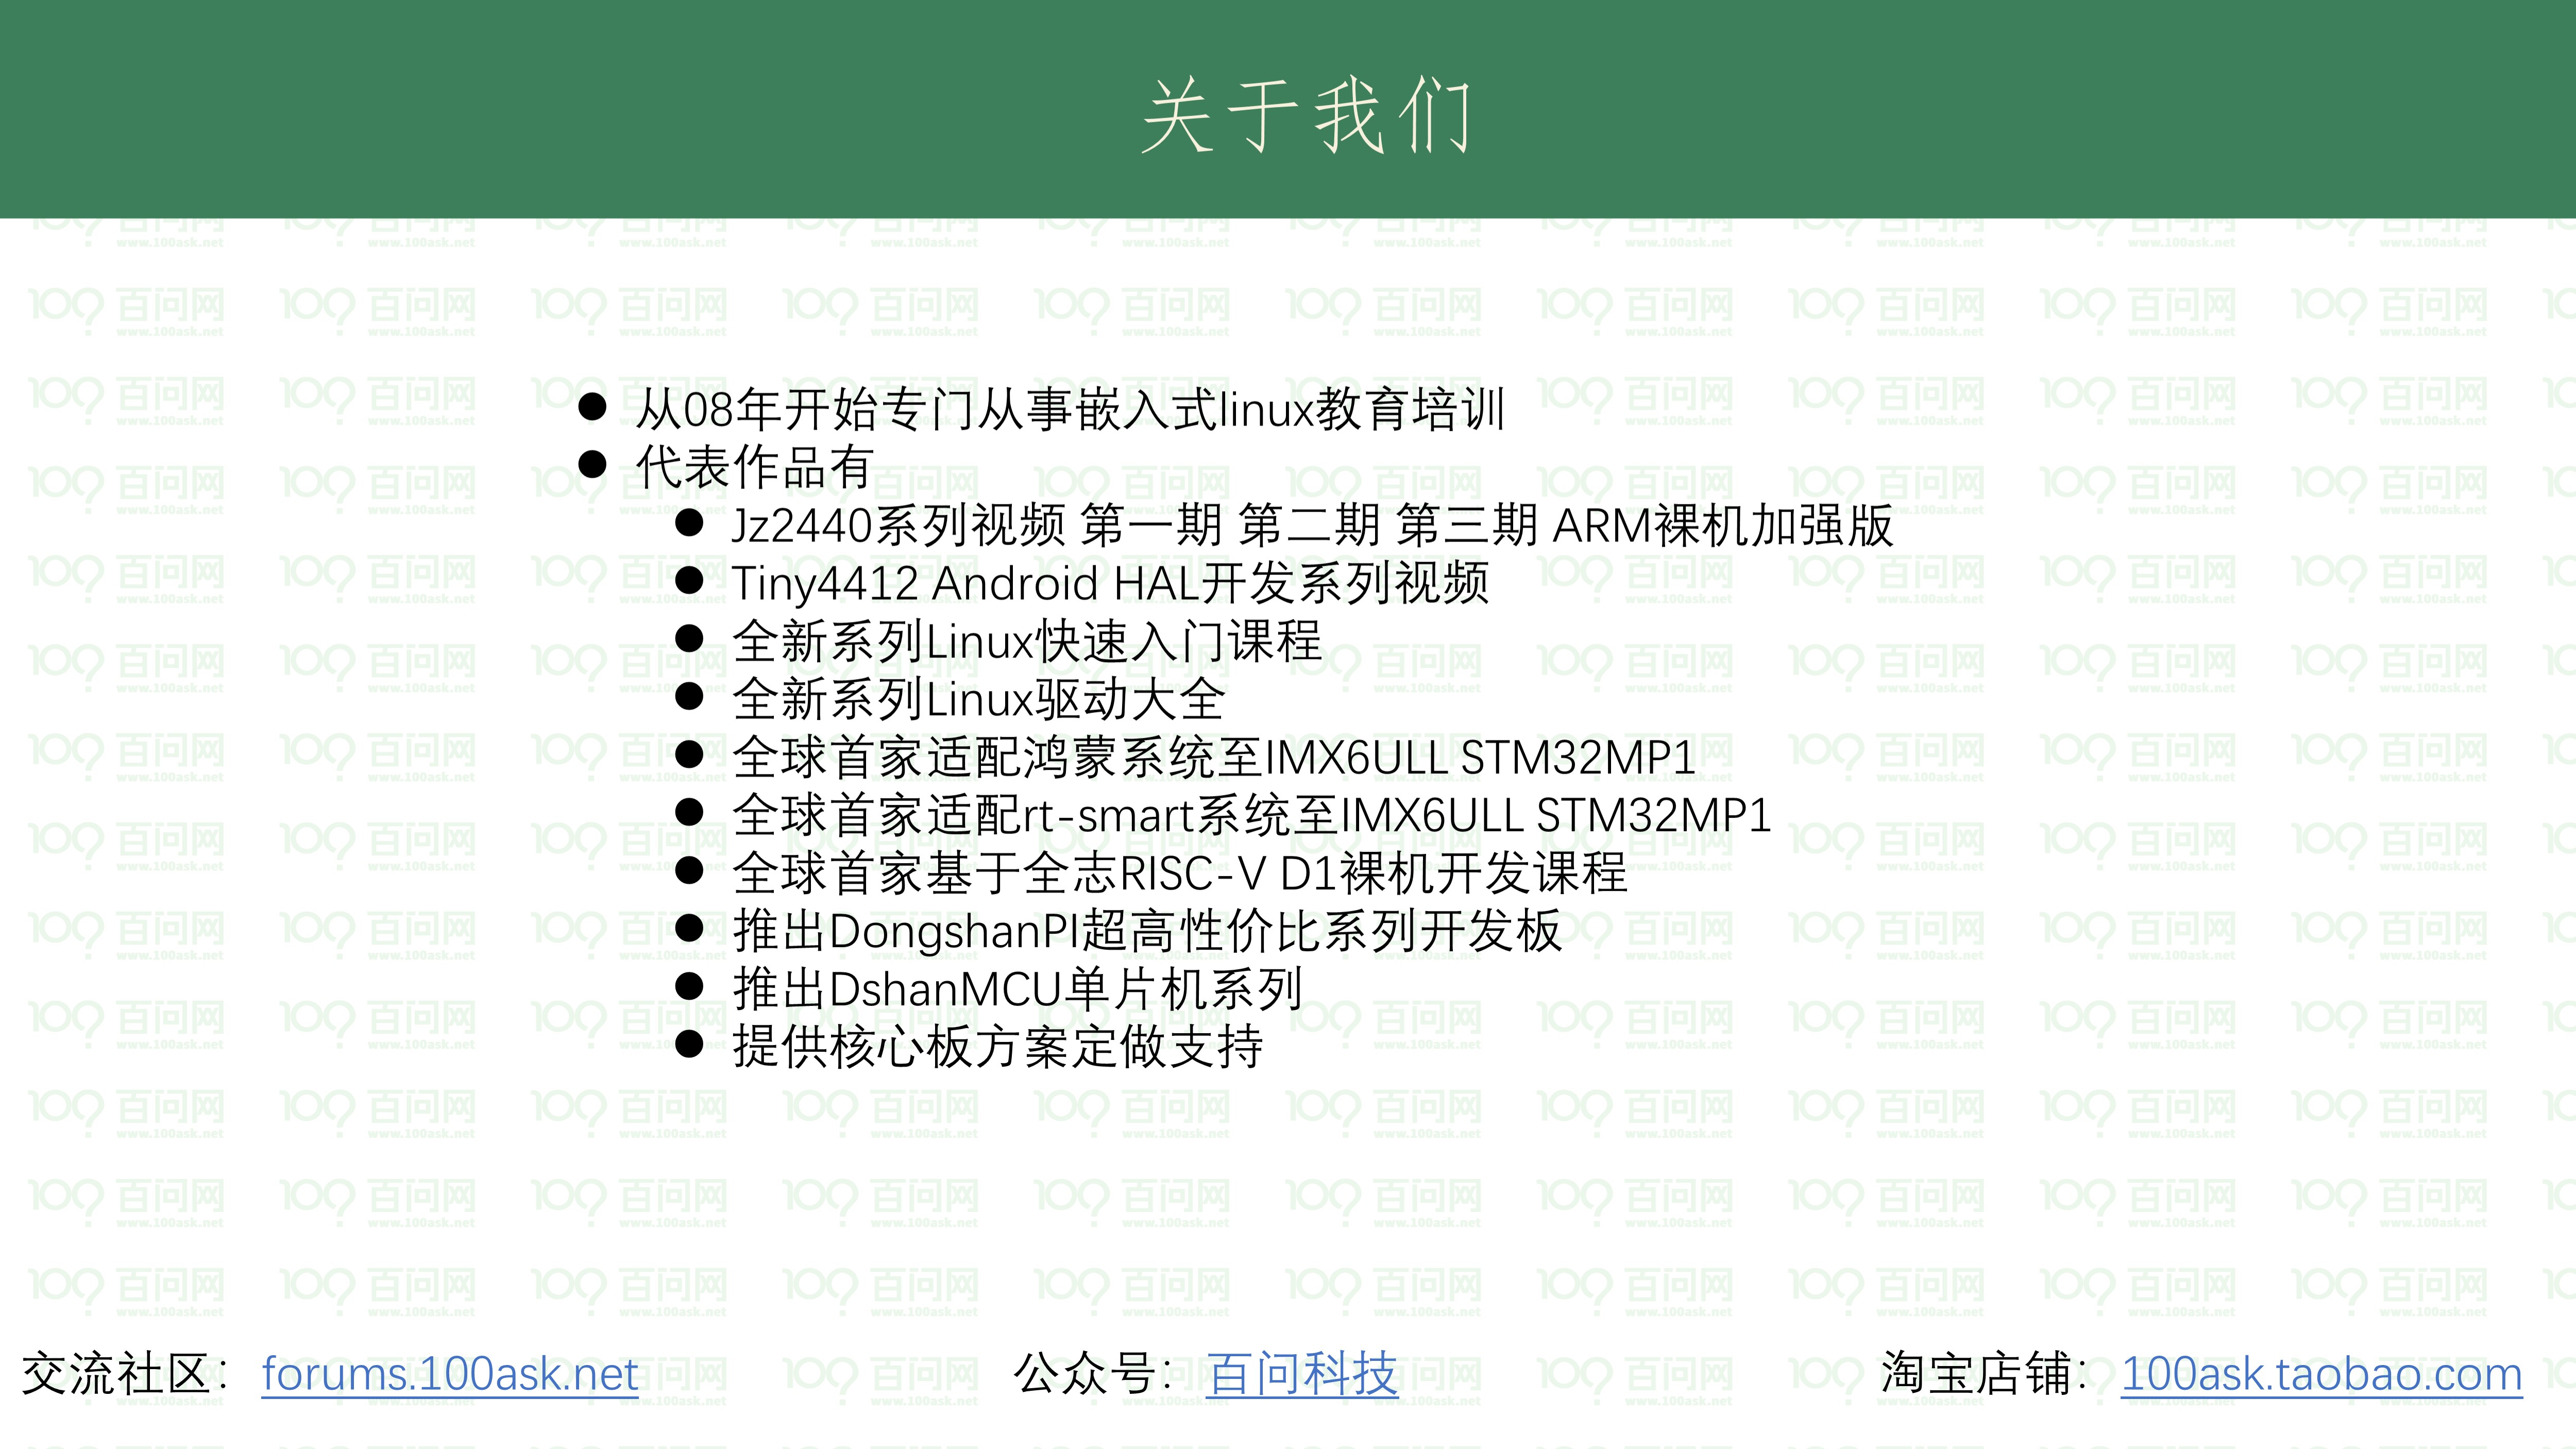 关于我们
从08年开始专门从事嵌入式linux教育培训
代表作品有
Jz2440系列视频 第一期 第二期 第三期 ARM裸机加强版
Tiny4412 Android HAL开发系列视频
全新系列Linux快速入门课程
全新系列Linux驱动大全
全球首家适配鸿蒙系统至IMX6ULL STM32MP1
全球首家适配rt-smart系统至IMX6ULL STM32MP1
全球首家基于全志RISC-V D1裸机开发课程
推出DongshanPI超高性价比系列开发板
推出DshanMCU单片机系列
提供核心板方案定做支持
交流社区：forums.100ask.net 公众号：百问科技 淘宝店铺：100ask.taobao.com
百问网
www.100ask.net